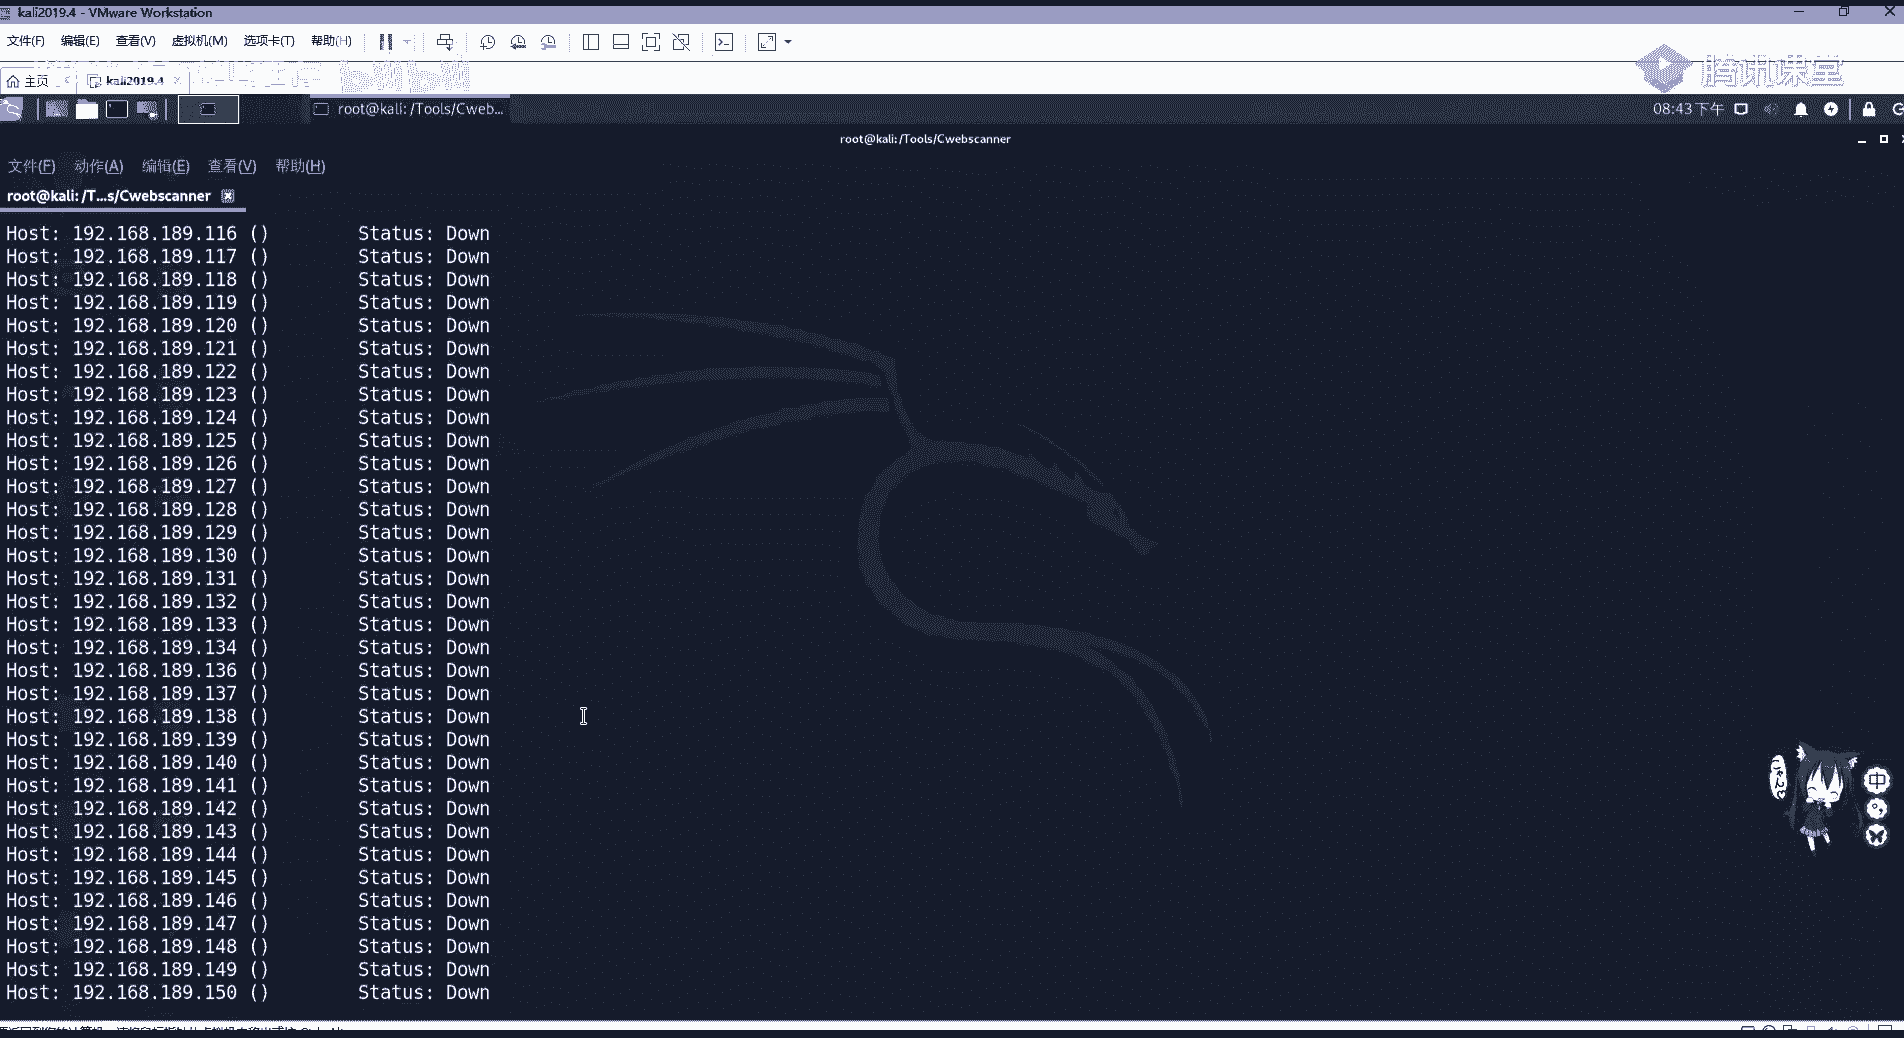 kali2019.4 - VMware Workstation
文件(F) 编辑(E) 查看(V) 虚拟机(M) 选项卡(T) 帮助(H)
主页 kali2019.4
腾讯课堂
root@kali: /Tools/Cweb...
08:43下午
root@kali: /Tools/Cwebscanner
文件(F) 动作(A) 编辑(E) 查看(V) 帮助(H)
root@kali: /T...s/Cwebscanner
Host: 192.168.189.116 () Status: Down
Host: 192.168.189.117 () Status: Down
Host: 192.168.189.118 () Status: Down
Host: 192.168.189.119 () Status: Down
Host: 192.168.189.120 () Status: Down
Host: 192.168.189.121 () Status: Down
Host: 192.168.189.122 () Status: Down
Host: 192.168.189.123 () Status: Down
Host: 192.168.189.124 () Status: Down
Host: 192.168.189.125 () Status: Down
Host: 192.168.189.126 () Status: Down
Host: 192.168.189.127 () Status: Down
Host: 192.168.189.128 () Status: Down
Host: 192.168.189.129 () Status: Down
Host: 192.168.189.130 () Status: Down
Host: 192.168.189.131 () Status: Down
Host: 192.168.189.132 () Status: Down
Host: 192.168.189.133 () Status: Down
Host: 192.168.189.134 () Status: Down
Host: 192.168.189.136 () Status: Down
Host: 192.168.189.137 () Status: Down
Host: 192.168.189.138 () Status: Down
Host: 192.168.189.139 () Status: Down
Host: 192.168.189.140 () Status: Down
Host: 192.168.189.141 () Status: Down
Host: 192.168.189.142 () Status: Down
Host: 192.168.189.143 () Status: Down
Host: 192.168.189.144 () Status: Down
Host: 192.168.189.145 () Status: Down
Host: 192.168.189.146 () Status: Down
Host: 192.168.189.147 () Status: Down
Host: 192.168.189.148 () Status: Down
Host: 192.168.189.149 () Status: Down
Host: 192.168.189.150 () Status: Down
中